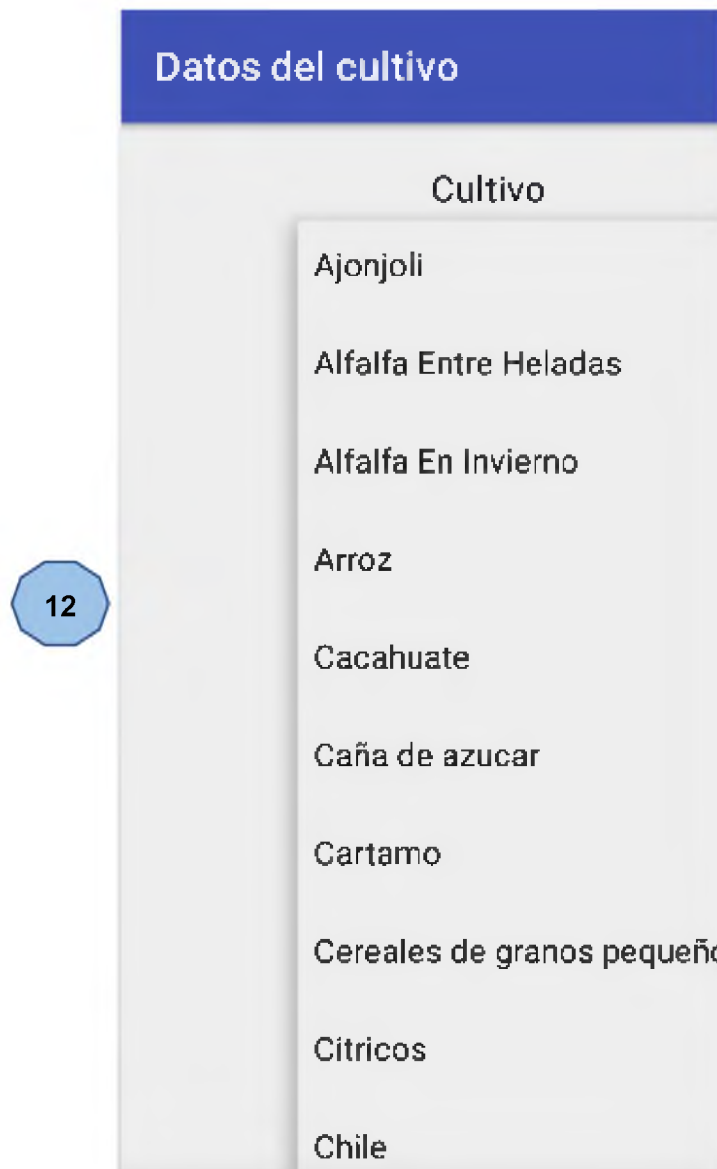 Datos del cultivo
Cultivo
Ajonjoli
Alfalfa Entre Heladas
Alfalfa En Invierno
Arroz
12
Cacahuate
Caña de azucar
Cartamo
Cereales de granos pequeño
Citricos
Chile